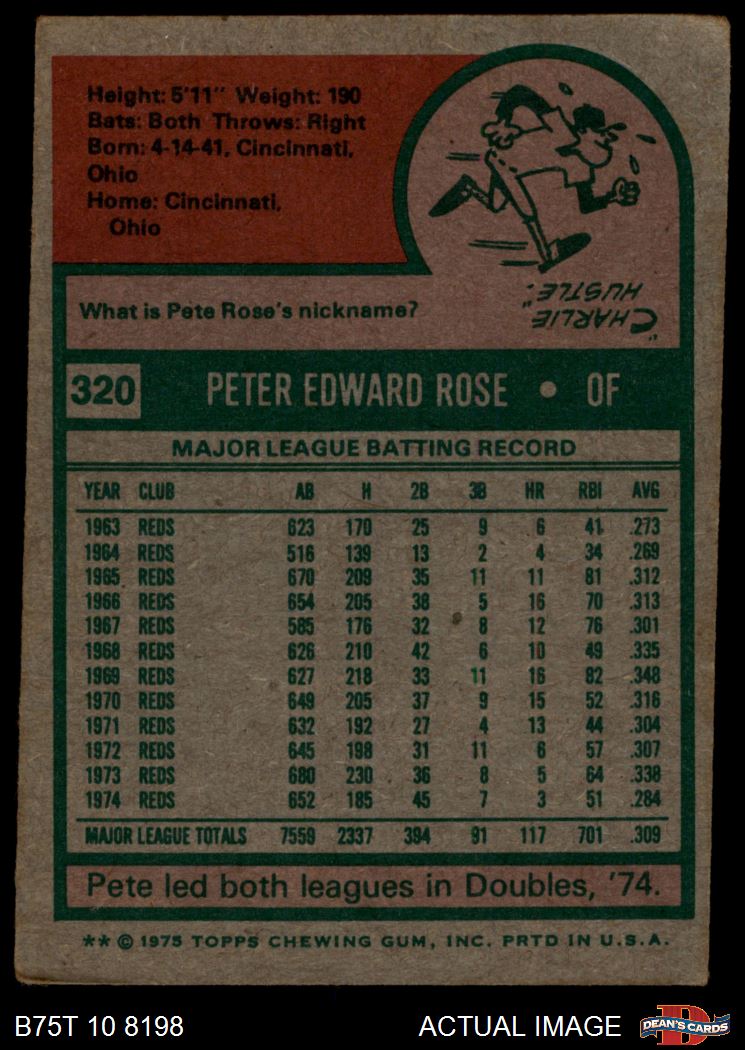 Height: 5'11" Weight: 190
Bats: Both Throws: Right
Born: 4-14-41, Cincinnati,
Ohio
Home: Cincinnati,
Ohio
"CHARLIE
HUSTLE".
What is Pete Rose's nickname?
320 PETER EDWARD ROSE • OF
MAJOR LEAGUE BATTING RECORD
YEAR CLUB AB H 2B 3B HR RBI AVG
1963 REDS 623 170 25 9 6 41 .273
1964 REDS 516 139 13 2 4 34 .269
1965 REDS 670 209 35 11 11 81 .312
1966 REDS 654 205 38 5 16 70 .313
1967 REDS 585 176 32 8 12 76 .301
1968 REDS 626 210 42 6 10 49 .335
1969 REDS 627 218 33 11 16 82 .348
1970 REDS 649 205 37 9 15 52 .316
1971 REDS 632 192 27 4 13 44 .304
1972 REDS 645 198 31 11 6 57 .307
1973 REDS 680 230 36 8 5 64 .338
1974 REDS 652 185 45 7 3 51 .284
MAJOR LEAGUE TOTALS 7559 2337 394 91 117 701 .309
Pete led both leagues in Doubles, '74.
** © 1975 TOPPS CHEWING GUM, INC. PRTD IN U.S.A.
B75T 10 8198 ACTUAL IMAGE D DEAN'S CARDS